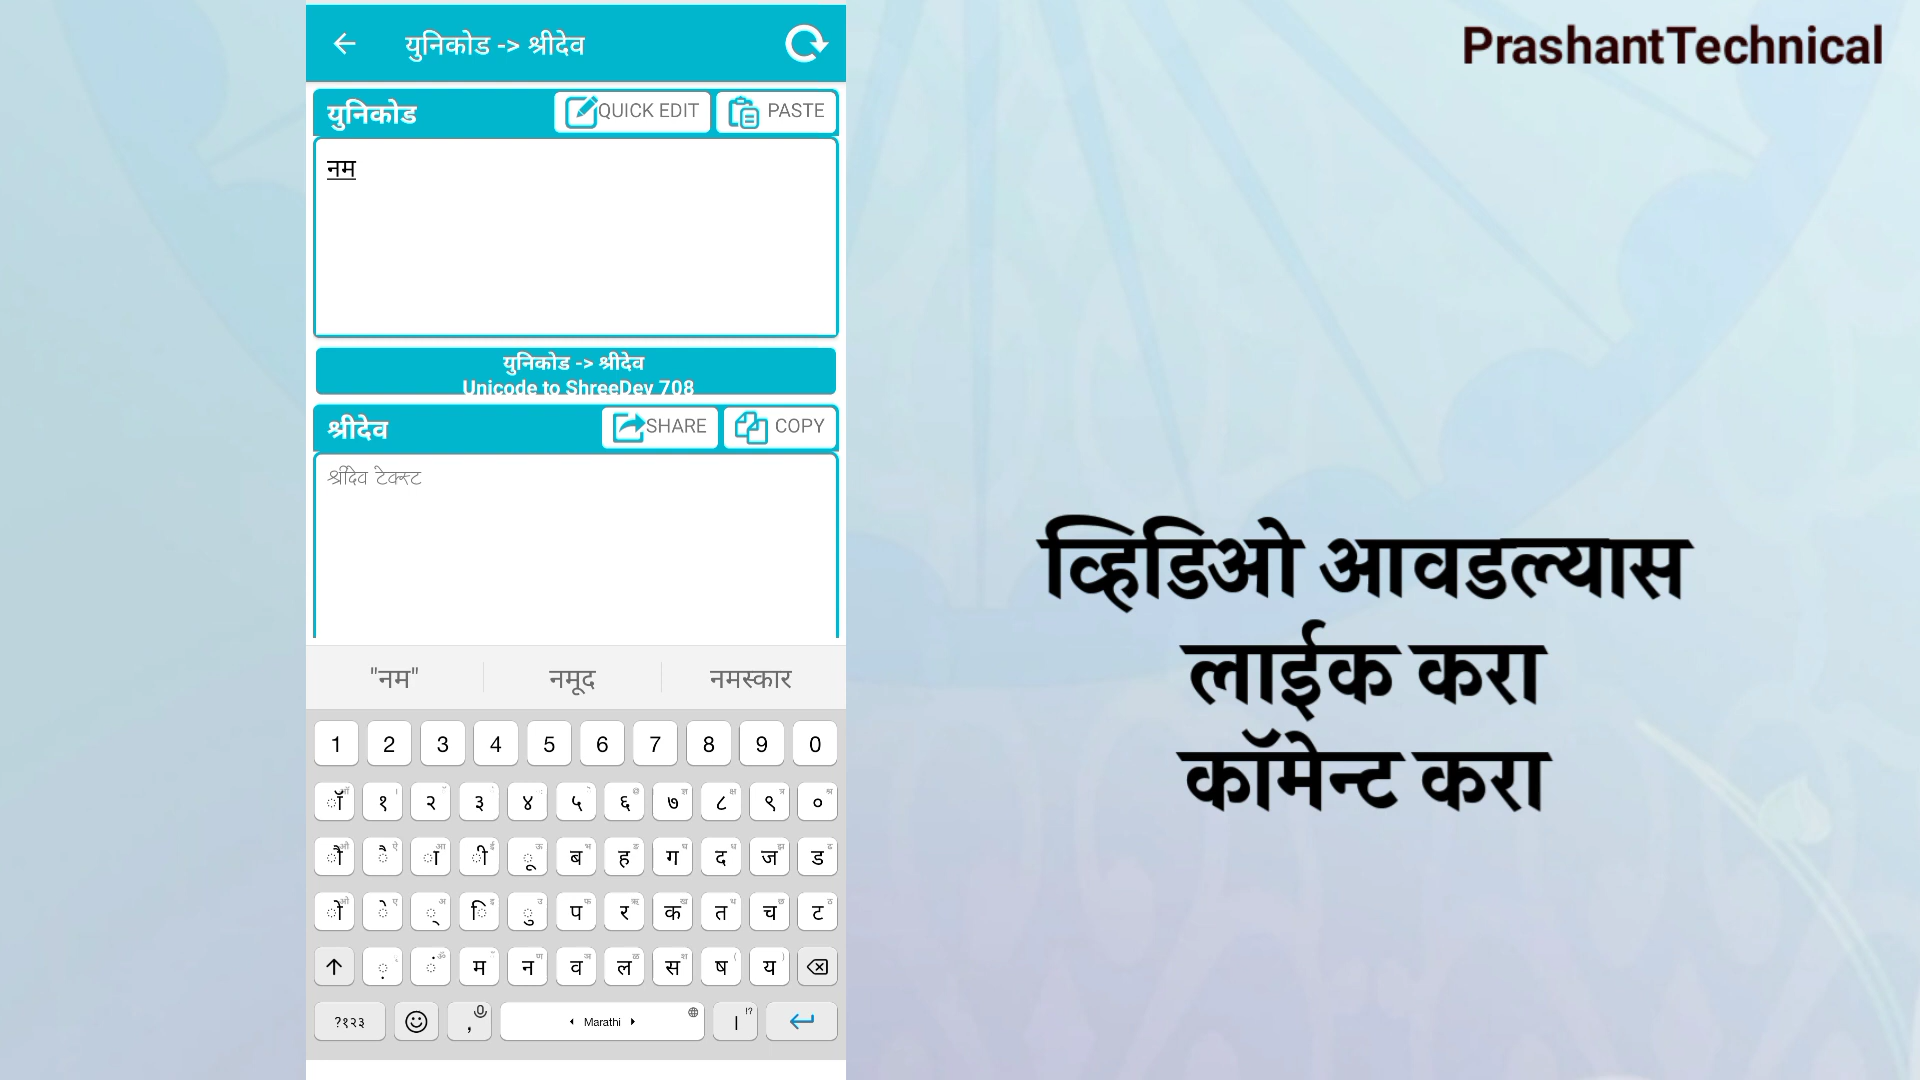 PrashantTechnical
युनिकोड -> श्रीदेव
युनिकोड
QUICK EDIT
PASTE
नम
युनिकोड -> श्रीदेव
Unicode to ShreeDev 708
श्रीदेव
SHARE
COPY
श्रीदेव टेक्स्ट
"नम" नमूद नमस्कार
1 2 3 4 5 6 7 8 9 0
ॉ १ २ ३ ४ ५ ६ ७ ८ ९ ०
ौ ै ा ी ू ब ह ग द ज ड
ो े ् ि ु प र क त च ट
़ ं म न व ल स ष य
?१२३ , Marathi ।
व्हिडिओ आवडल्यास
लाईक करा
कॉमेन्ट करा